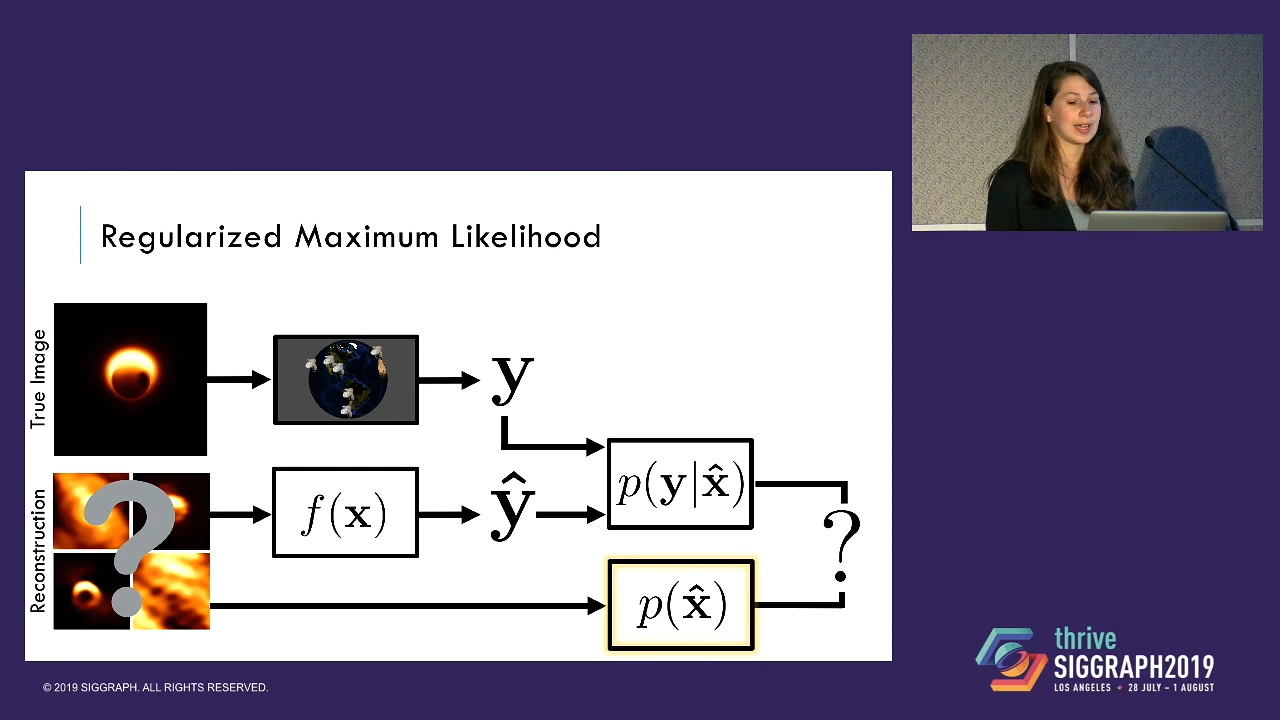 Regularized Maximum Likelihood
True Image
y
f(x)
ŷ
p(y|x̂)
?
Reconstruction
?
p(x̂)
thrive
SIGGRAPH2019
LOS ANGELES • 28 JULY – 1 AUGUST
© 2019 SIGGRAPH. ALL RIGHTS RESERVED.